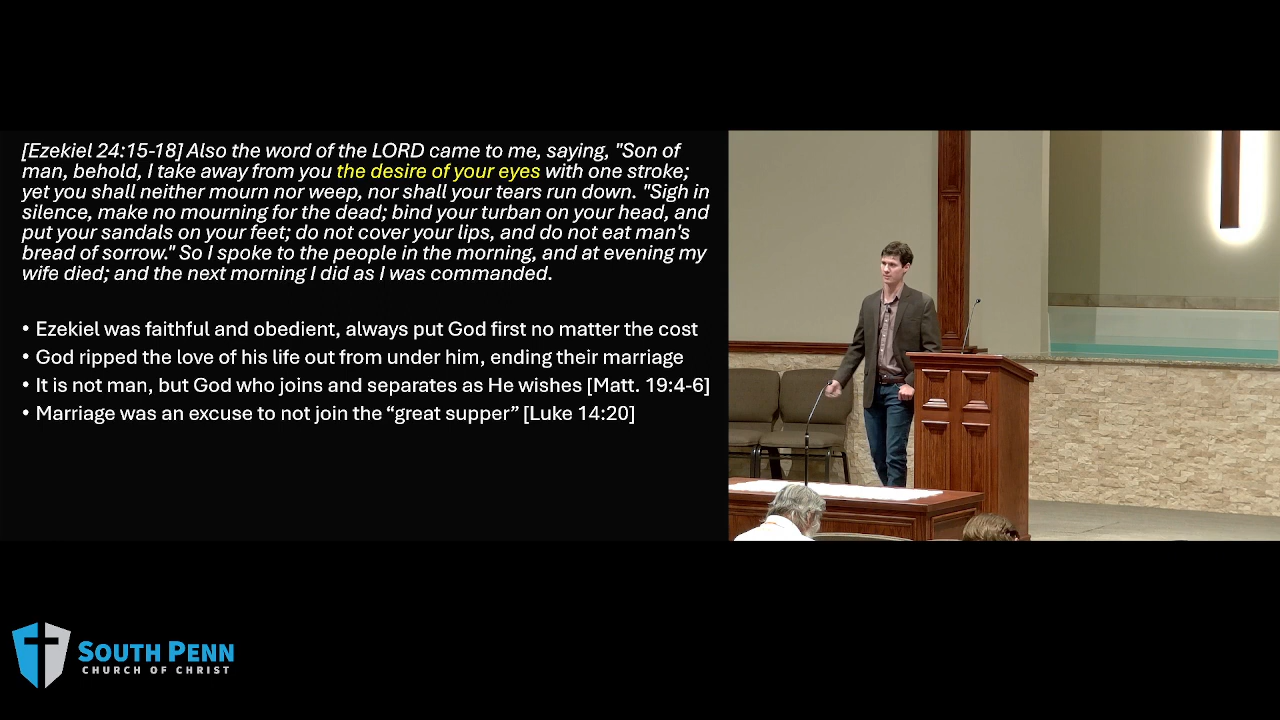 [Ezekiel 24:15-18] Also the word of the LORD came to me, saying, "Son of
man, behold, I take away from you the desire of your eyes with one stroke;
yet you shall neither mourn nor weep, nor shall your tears run down. "Sigh in
silence, make no mourning for the dead; bind your turban on your head, and
put your sandals on your feet; do not cover your lips, and do not eat man's
bread of sorrow." So I spoke to the people in the morning, and at evening my
wife died; and the next morning I did as I was commanded.
• Ezekiel was faithful and obedient, always put God first no matter the cost
• God ripped the love of his life out from under him, ending their marriage
• It is not man, but God who joins and separates as He wishes [Matt. 19:4-6]
• Marriage was an excuse to not join the “great supper” [Luke 14:20]
SOUTH PENN
CHURCH OF CHRIST